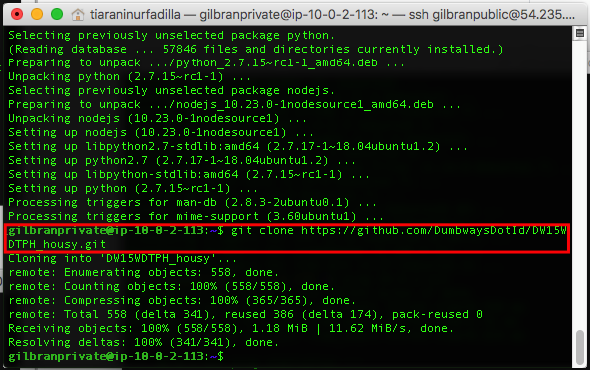 tiaraninurfadilla — gilbranprivate@ip-10-0-2-113: ~ — ssh gilbranpublic@54.235....
Selecting previously unselected package python.
(Reading database ... 57846 files and directories currently installed.)
Preparing to unpack .../python_2.7.15~rc1-1_amd64.deb ...
Unpacking python (2.7.15~rc1-1) ...
Selecting previously unselected package nodejs.
Preparing to unpack .../nodejs_10.23.0-1nodesource1_amd64.deb ...
Unpacking nodejs (10.23.0-1nodesource1) ...
Setting up nodejs (10.23.0-1nodesource1) ...
Setting up libpython2.7-stdlib:amd64 (2.7.17-1~18.04ubuntu1.2) ...
Setting up python2.7 (2.7.17-1~18.04ubuntu1.2) ...
Setting up libpython-stdlib:amd64 (2.7.15~rc1-1) ...
Setting up python (2.7.15~rc1-1) ...
Processing triggers for man-db (2.8.3-2ubuntu0.1) ...
Processing triggers for mime-support (3.60ubuntu1) ...
gilbranprivate@ip-10-0-2-113:~$ git clone https://github.com/DumbwaysDotId/DW15W
DTPH_housy.git
Cloning into 'DW15WDTPH_housy'...
remote: Enumerating objects: 558, done.
remote: Counting objects: 100% (558/558), done.
remote: Compressing objects: 100% (365/365), done.
remote: Total 558 (delta 341), reused 386 (delta 174), pack-reused 0
Receiving objects: 100% (558/558), 1.18 MiB | 11.62 MiB/s, done.
Resolving deltas: 100% (341/341), done.
gilbranprivate@ip-10-0-2-113:~$